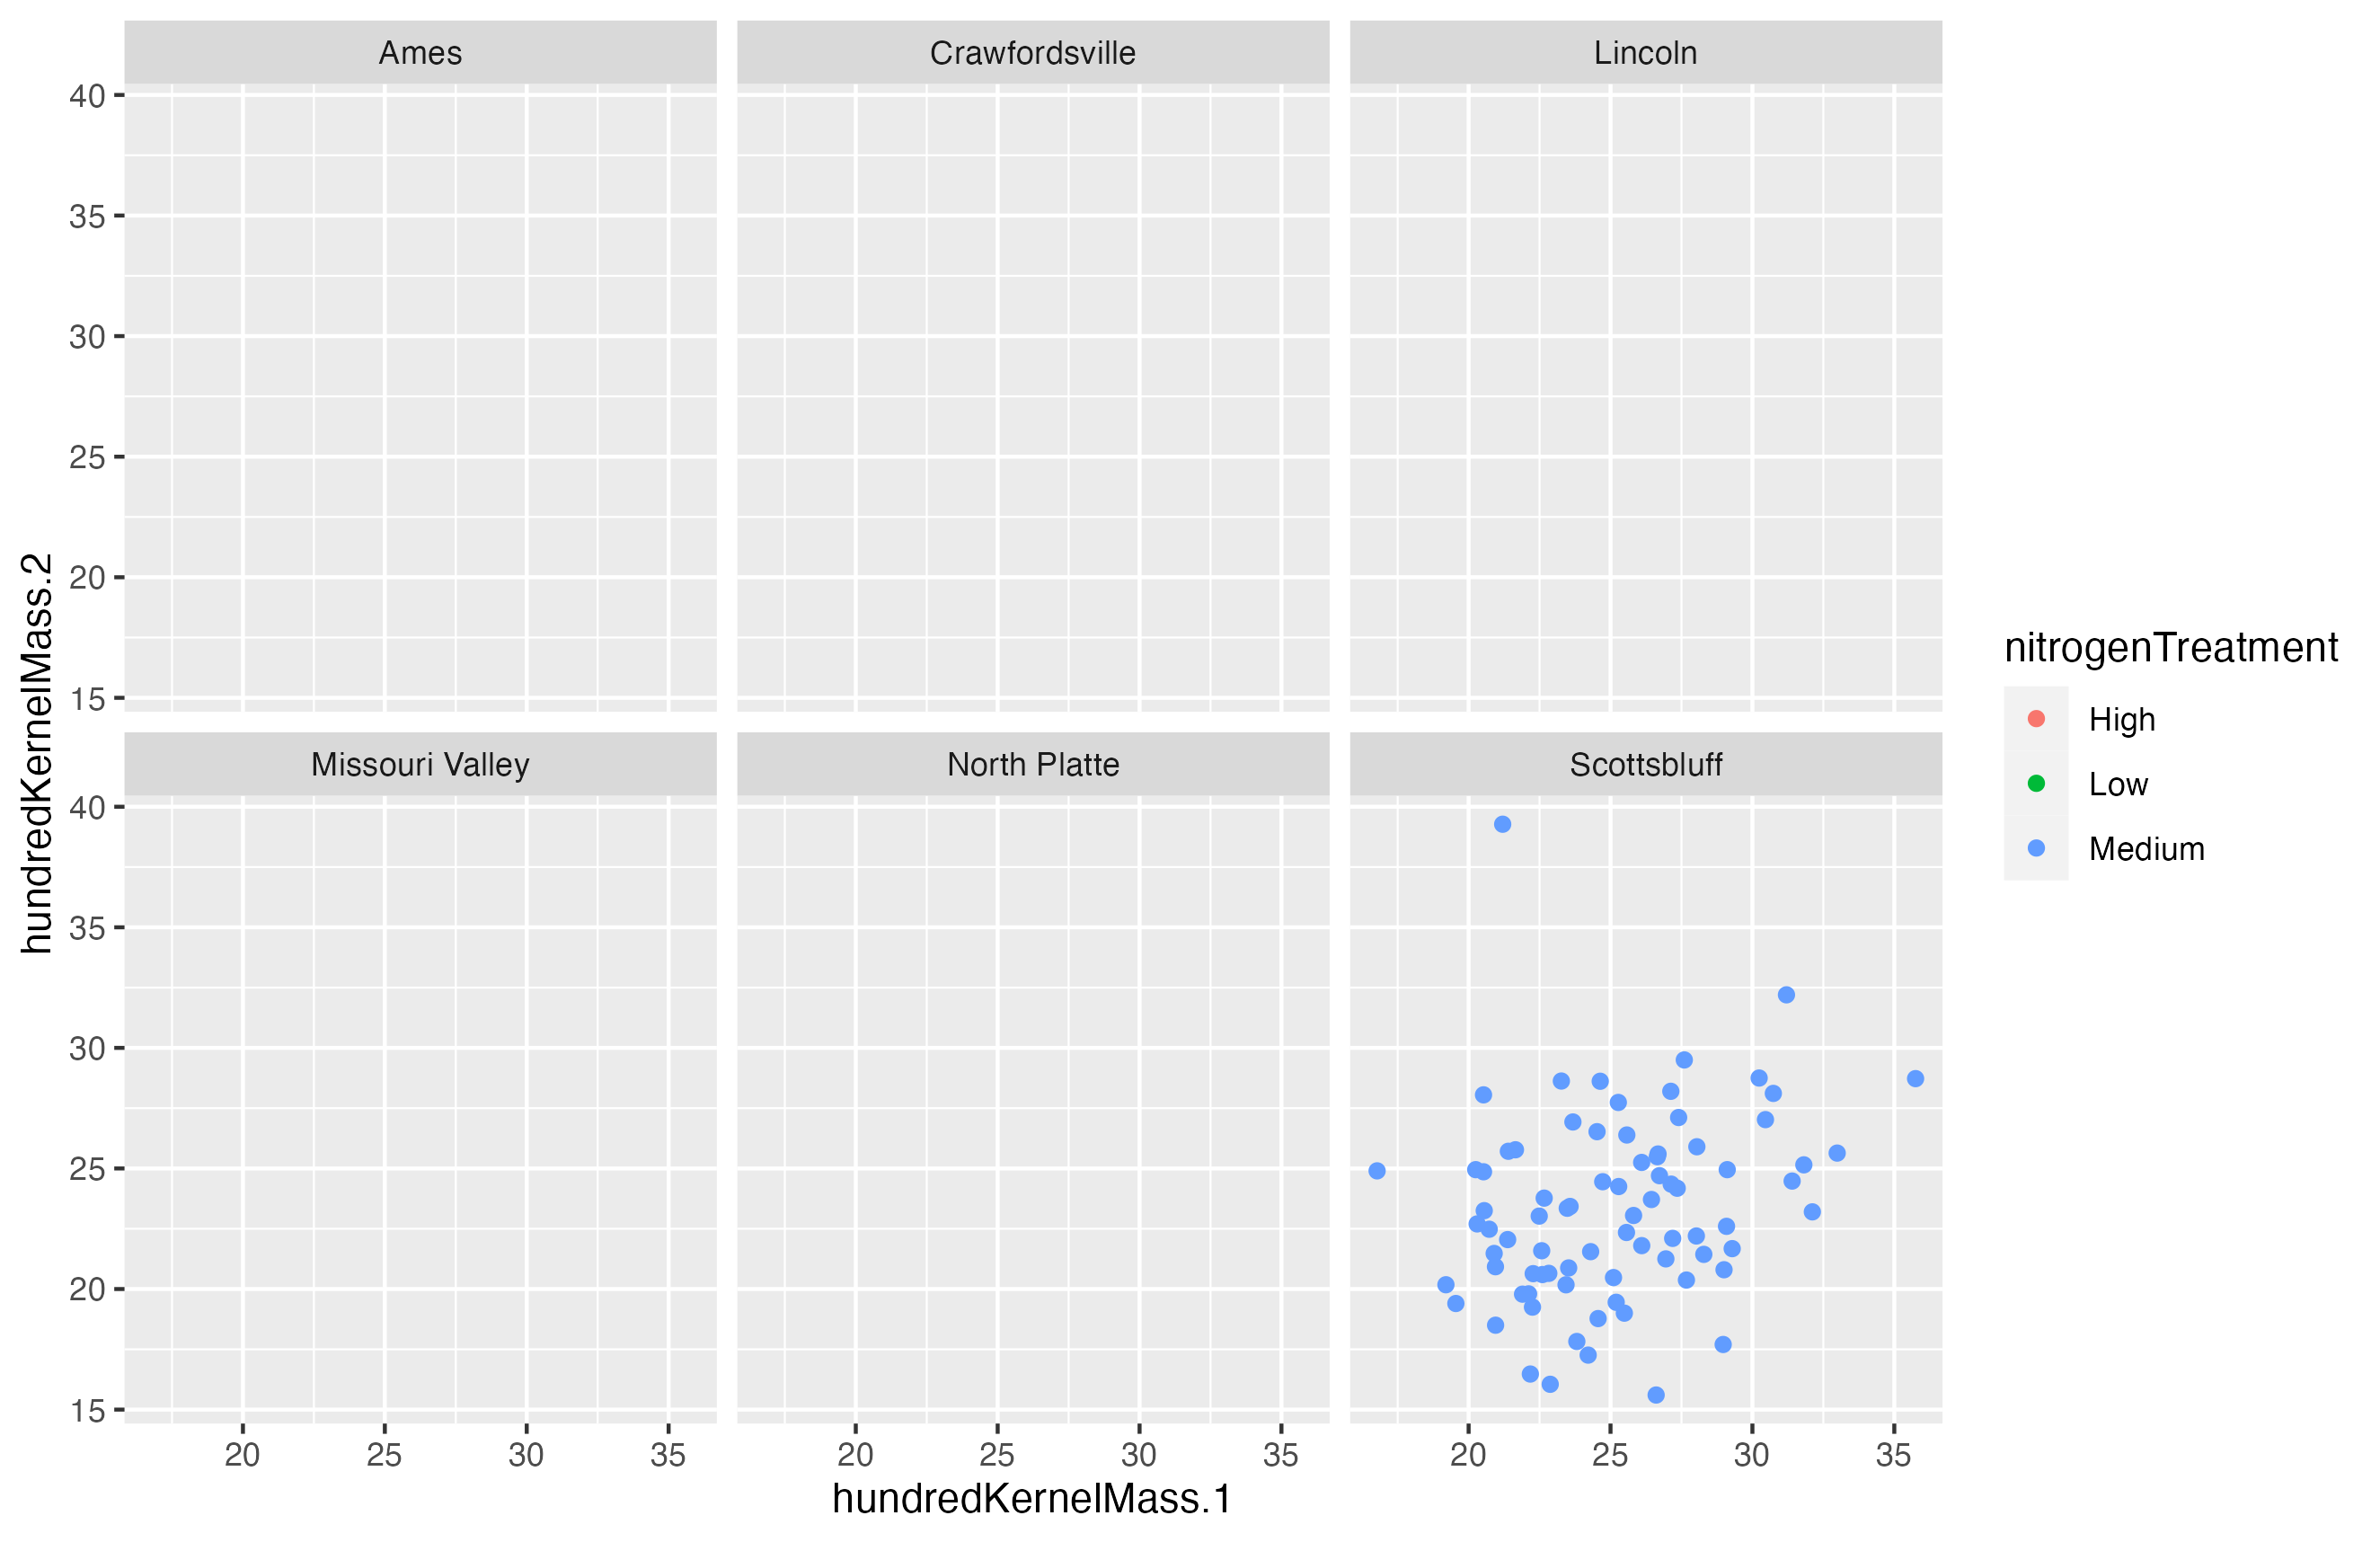 Ames
Crawfordsville
Lincoln
40
35
30
25
20
15
hundredKernelMass.2
Missouri Valley
North Platte
Scottsbluff
40
35
30
25
20
15
20 25 30 35
20 25 30 35
20 25 30 35
hundredKernelMass.1
nitrogenTreatment
High
Low
Medium